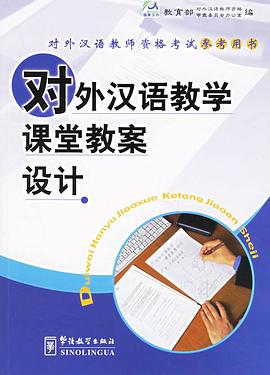 教育部 对外汉语教师资格 编
审查委员会办公室
对外汉语教师资格考试参考用书
对外汉语教学
课堂教案
设计
Duiwai Hanyu Jiaoxue Ketang Jiaoan Sheji
华语教学出版社
SINOLINGUA